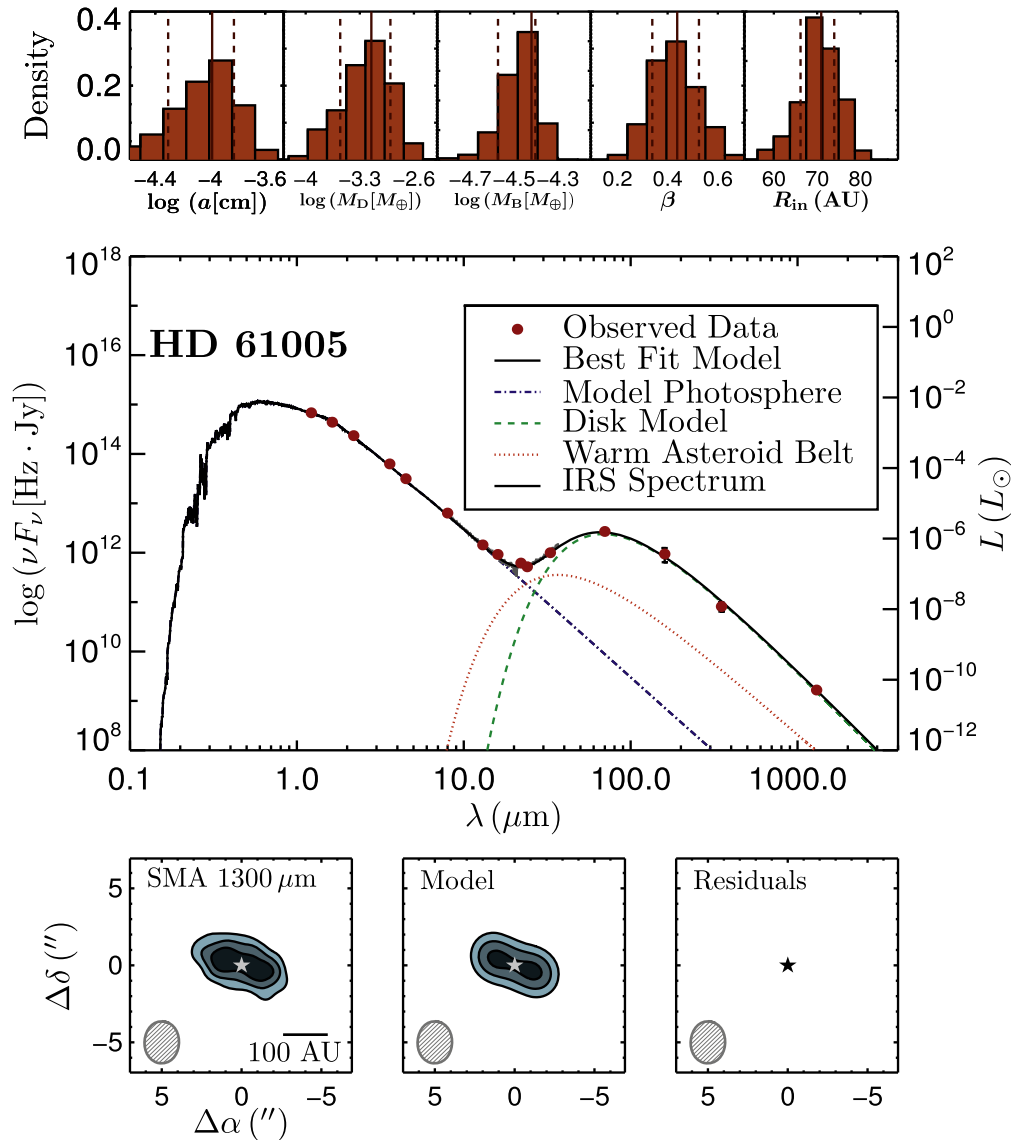 Density
0.4
0.2
0.0
−4.4 −4 −3.6
log (a[cm])
−4 −3.3 −2.6
log (M_D[M_⊕])
−4.7 −4.5 −4.3
log (M_B[M_⊕])
0.2 0.4 0.6
β
60 70 80
R_in (AU)
HD 61005
Observed Data
Best Fit Model
Model Photosphere
Disk Model
Warm Asteroid Belt
IRS Spectrum
log (νF_ν [Hz · Jy])
10^18
10^16
10^14
10^12
10^10
10^8
L (L_⊙)
10^2
10^0
10^−2
10^−4
10^−6
10^−8
10^−10
10^−12
0.1 1.0 10.0 100.0 1000.0
λ (μm)
SMA 1300 μm
Model
Residuals
100 AU
Δδ (″)
5
0
−5
5 0 −5
5 0 −5
5 0 −5
Δα (″)